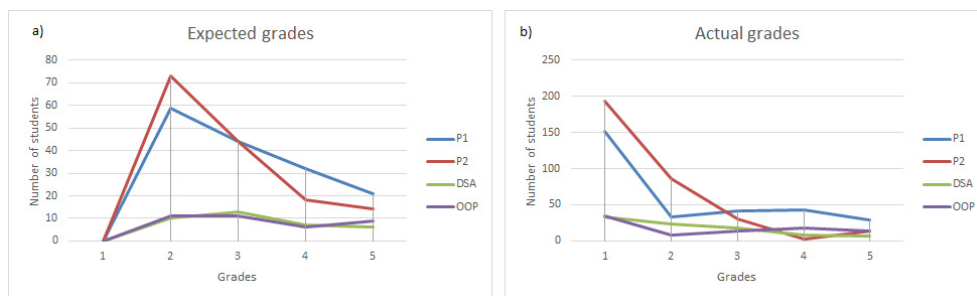 a)
Expected grades
Number of students
80
70
60
50
40
30
20
10
0
1 2 3 4 5
Grades
P1
P2
DSA
OOP
b)
Actual grades
Number of students
250
200
150
100
50
0
1 2 3 4 5
Grades
P1
P2
DSA
OOP